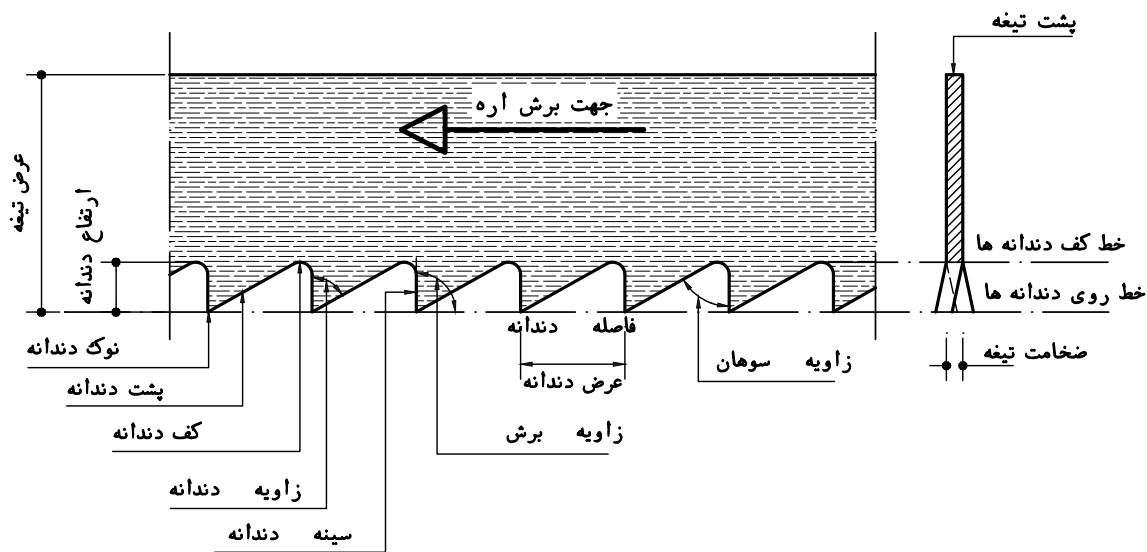 پشت تیغه
جهت برش أره
عرض تیغه
ارتفاع دندانه
خط کف دندانه ها
خط روی دندانه ها
فاصله دندانه
نوک دندانه
ضخامت تیغه
زاویه سوهان
عرض دندانه
پشت دندانه
کف دندانه
زاویه برش
زاویه دندانه
سینه دندانه